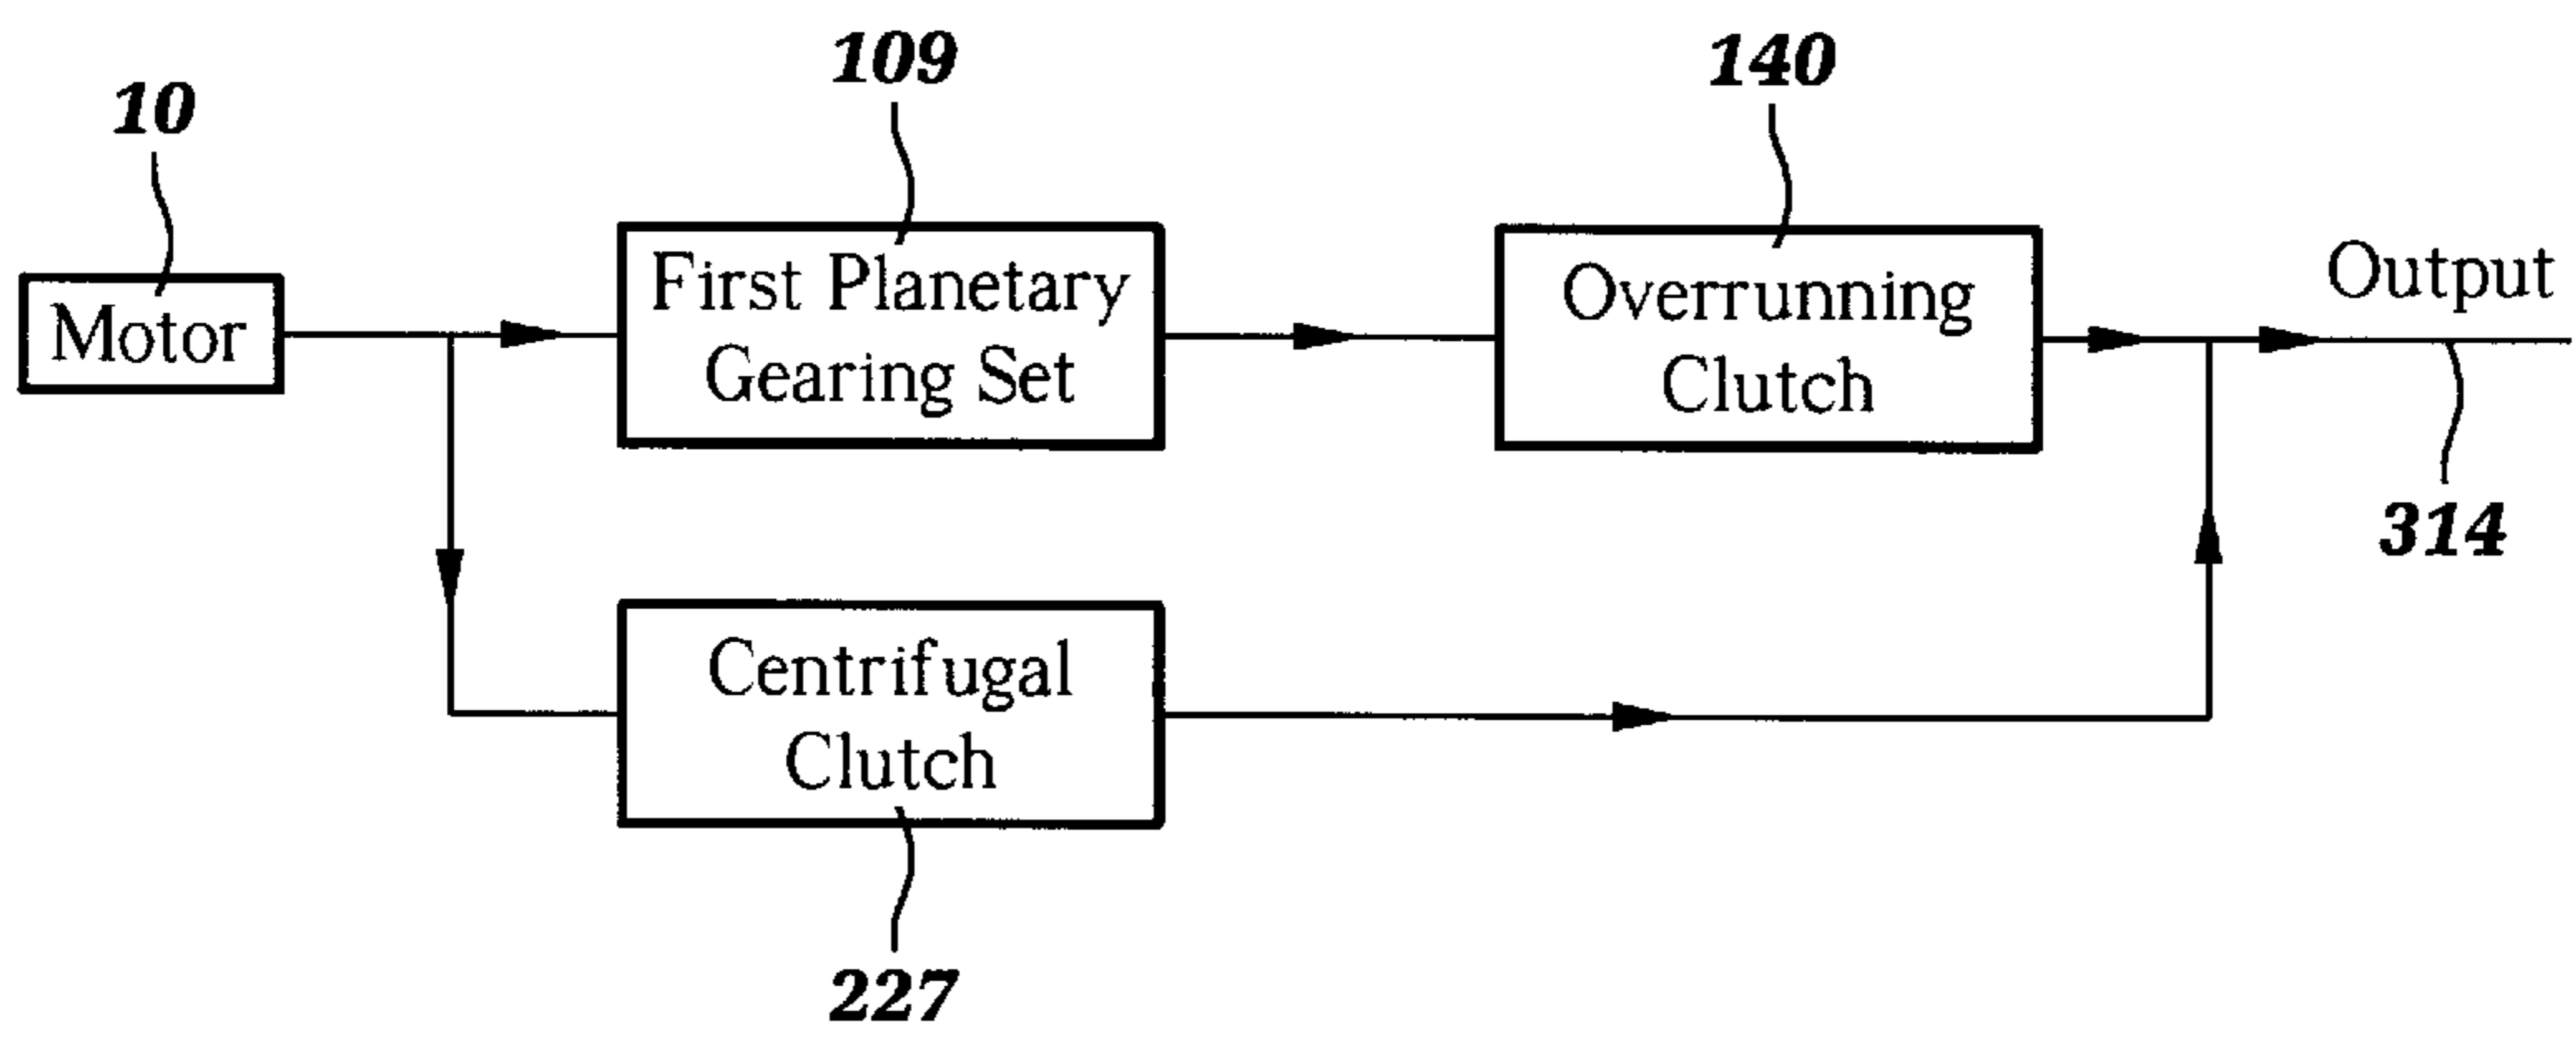 10
109
140
Motor
First Planetary
Gearing Set
Overrunning
Clutch
Output
314
Centrifugal
Clutch
227